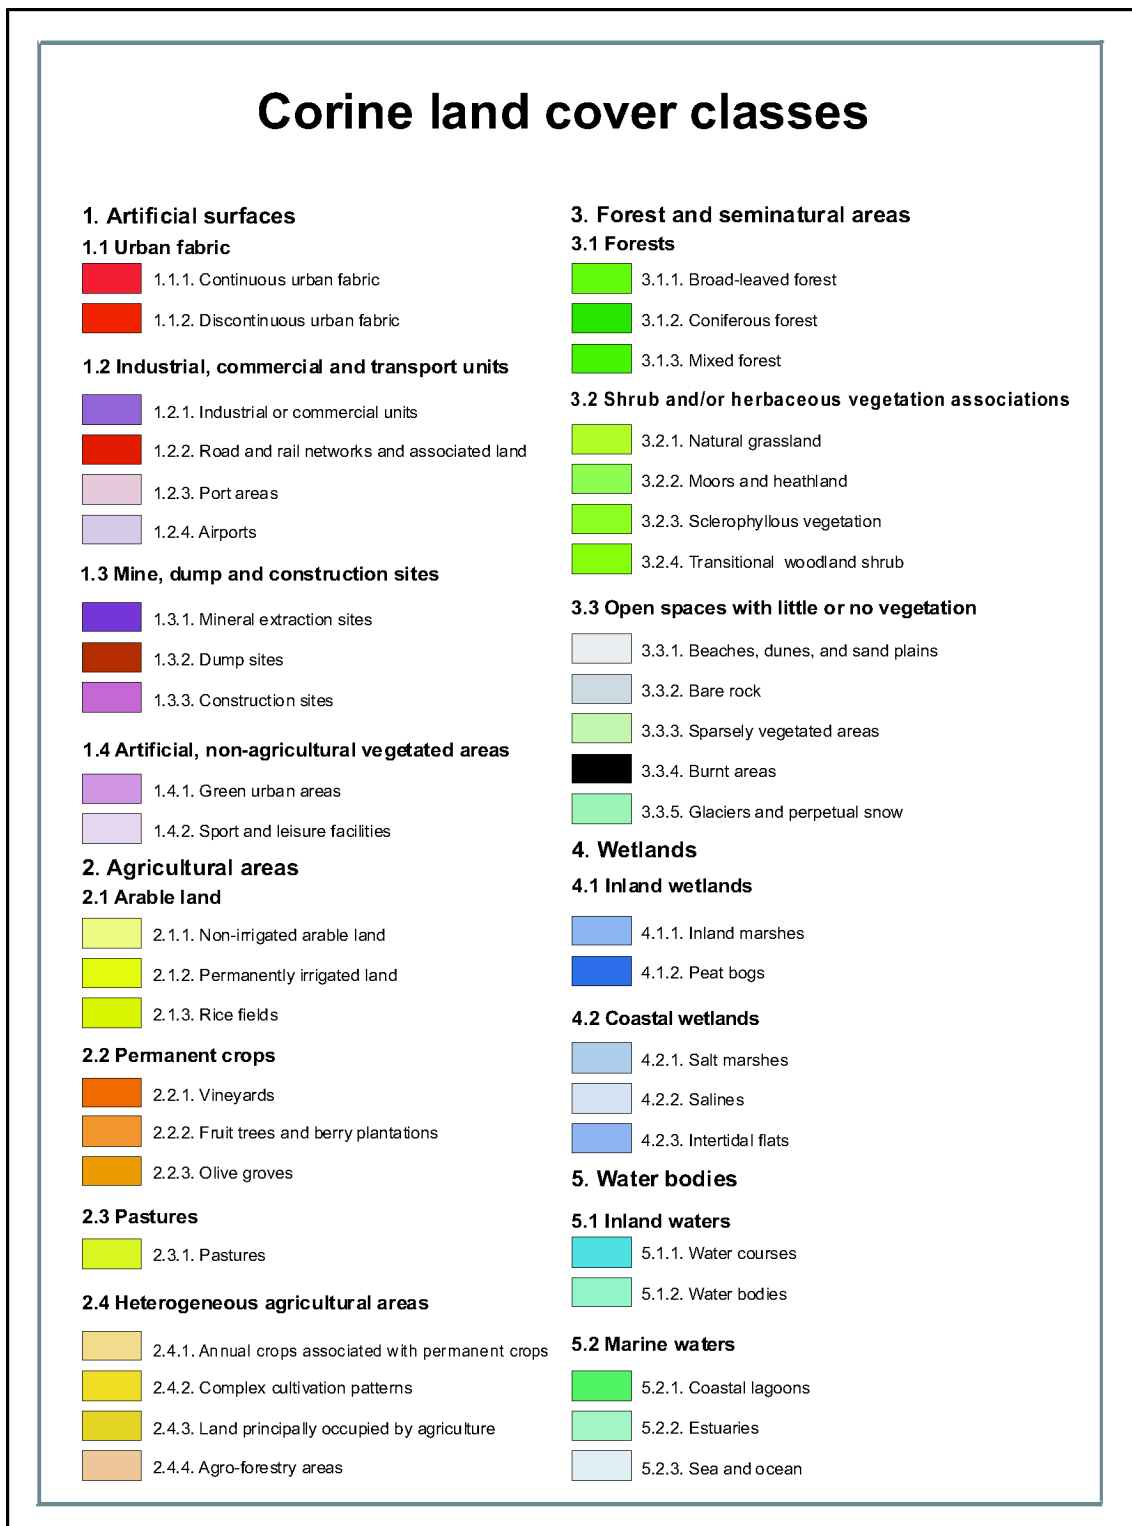 Corine land cover classes
1. Artificial surfaces
1.1 Urban fabric
1.1.1. Continuous urban fabric
1.1.2. Discontinuous urban fabric
1.2 Industrial, commercial and transport units
1.2.1. Industrial or commercial units
1.2.2. Road and rail networks and associated land
1.2.3. Port areas
1.2.4. Airports
1.3 Mine, dump and construction sites
1.3.1. Mineral extraction sites
1.3.2. Dump sites
1.3.3. Construction sites
1.4 Artificial, non-agricultural vegetated areas
1.4.1. Green urban areas
1.4.2. Sport and leisure facilities
2. Agricultural areas
2.1 Arable land
2.1.1. Non-irrigated arable land
2.1.2. Permanently irrigated land
2.1.3. Rice fields
2.2 Permanent crops
2.2.1. Vineyards
2.2.2. Fruit trees and berry plantations
2.2.3. Olive groves
2.3 Pastures
2.3.1. Pastures
2.4 Heterogeneous agricultural areas
2.4.1. Annual crops associated with permanent crops
2.4.2. Complex cultivation patterns
2.4.3. Land principally occupied by agriculture
2.4.4. Agro-forestry areas
3. Forest and seminatural areas
3.1 Forests
3.1.1. Broad-leaved forest
3.1.2. Coniferous forest
3.1.3. Mixed forest
3.2 Shrub and/or herbaceous vegetation associations
3.2.1. Natural grassland
3.2.2. Moors and heathland
3.2.3. Sclerophyllous vegetation
3.2.4. Transitional woodland shrub
3.3 Open spaces with little or no vegetation
3.3.1. Beaches, dunes, and sand plains
3.3.2. Bare rock
3.3.3. Sparsely vegetated areas
3.3.4. Burnt areas
3.3.5. Glaciers and perpetual snow
4. Wetlands
4.1 Inland wetlands
4.1.1. Inland marshes
4.1.2. Peat bogs
4.2 Coastal wetlands
4.2.1. Salt marshes
4.2.2. Salines
4.2.3. Intertidal flats
5. Water bodies
5.1 Inland waters
5.1.1. Water courses
5.1.2. Water bodies
5.2 Marine waters
5.2.1. Coastal lagoons
5.2.2. Estuaries
5.2.3. Sea and ocean